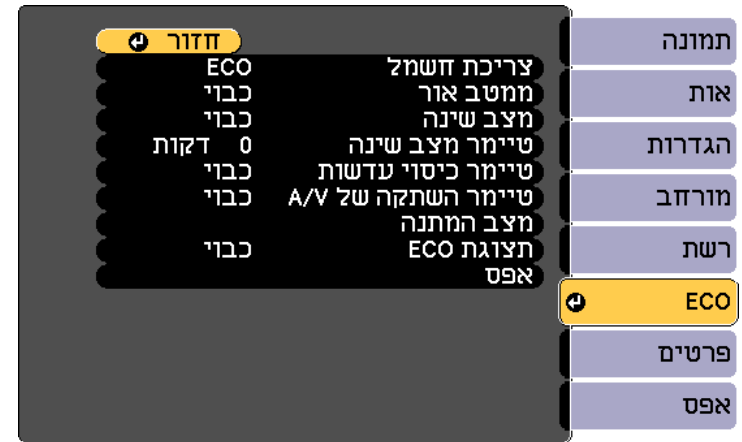 חזור
צריכת חשמל ECO
ממטב אור כבוי
מצב שינה כבוי
טיימר מצב שינה 0 דקות
טיימר כיסוי עדשות כבוי
טיימר השתקה של A/V כבוי
מצב המתנה
תצוגת ECO כבוי
אפס
תמונה
אות
הגדרות
מורחב
רשת
ECO
פרטים
אפס